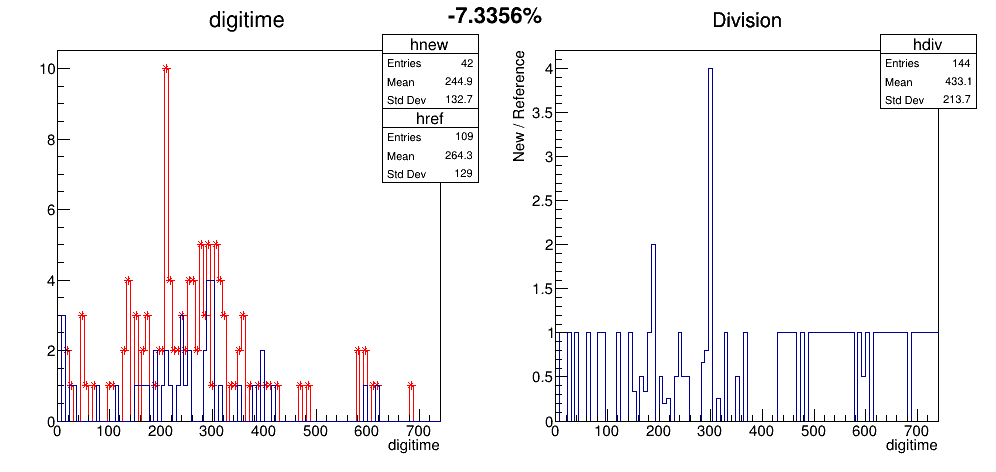 -7.3356%
digitime
hnew
Entries 42
Mean 244.9
Std Dev 132.7
href
Entries 109
Mean 264.3
Std Dev 129
10
8
6
4
2
0
0 100 200 300 400 500 600 700
digitime
Division
hdiv
Entries 144
Mean 433.1
Std Dev 213.7
New / Reference
4
3.5
3
2.5
2
1.5
1
0.5
0
0 100 200 300 400 500 600 700
digitime